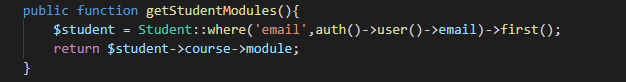 public function getStudentModules(){
$student = Student::where('email',auth()->user()->email)->first();
return $student->course->module;
}